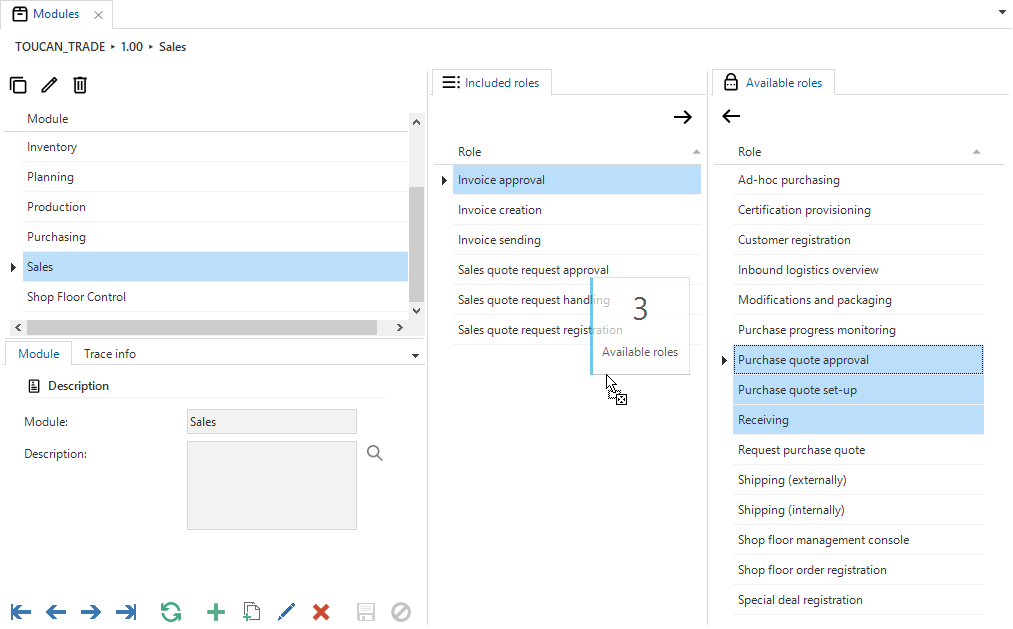 Modules
TOUCAN_TRADE ▸ 1.00 ▸ Sales
Module
Inventory
Planning
Production
Purchasing
Sales
Shop Floor Control
Module
Trace info
Description
Module:
Sales
Description:
Included roles
Role
Invoice approval
Invoice creation
Invoice sending
Sales quote request approval
Sales quote request handling
Sales quote request registration
3
Available roles
Available roles
Role
Ad-hoc purchasing
Certification provisioning
Customer registration
Inbound logistics overview
Modifications and packaging
Purchase progress monitoring
Purchase quote approval
Purchase quote set-up
Receiving
Request purchase quote
Shipping (externally)
Shipping (internally)
Shop floor management console
Shop floor order registration
Special deal registration